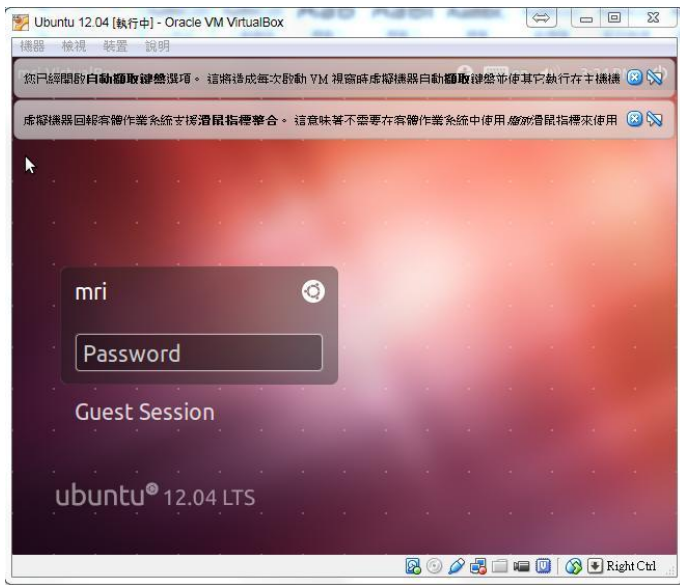 Ubuntu 12.04 [執行中] - Oracle VM VirtualBox
機器 檢視 裝置 說明
您已經開啟自動擷取鍵盤選項。 這將造成每次啟動 VM 視窗時虛擬機器自動擷取鍵盤並使其它執行在主機機
虛擬機器回報客體作業系統支援滑鼠指標整合。 這意味著不需要在客體作業系統中使用 擷取滑鼠指標來使用
mri
Password
Guest Session
ubuntu 12.04 LTS
Right Ctrl